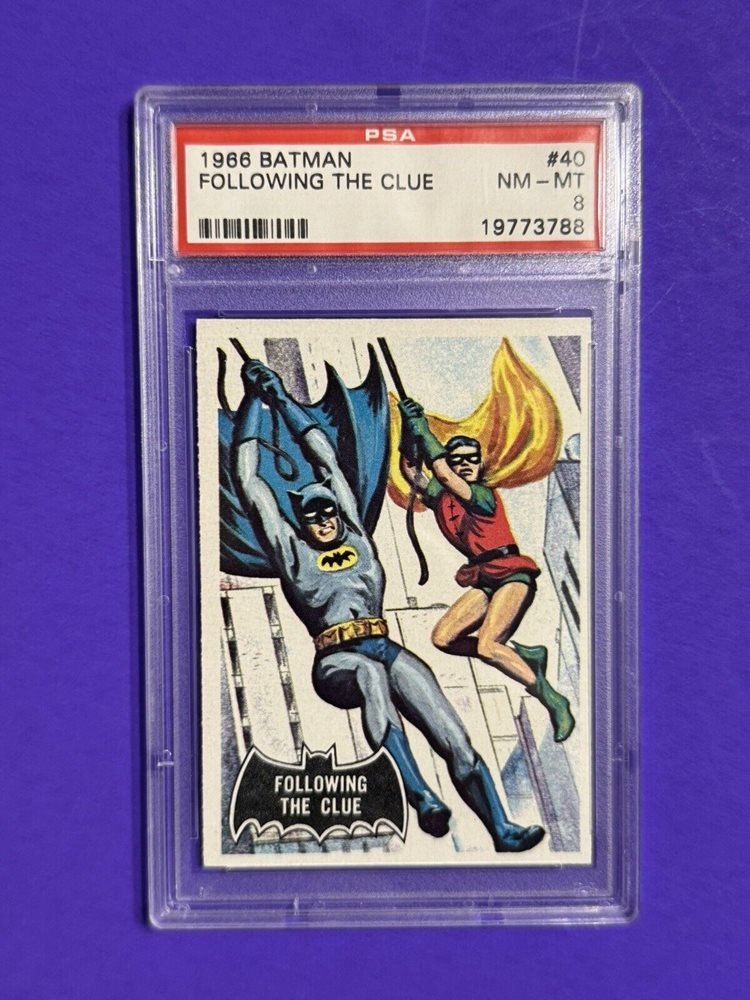 PSA
1966 BATMAN #40
FOLLOWING THE CLUE NM-MT
8
19773788
FOLLOWING
THE CLUE